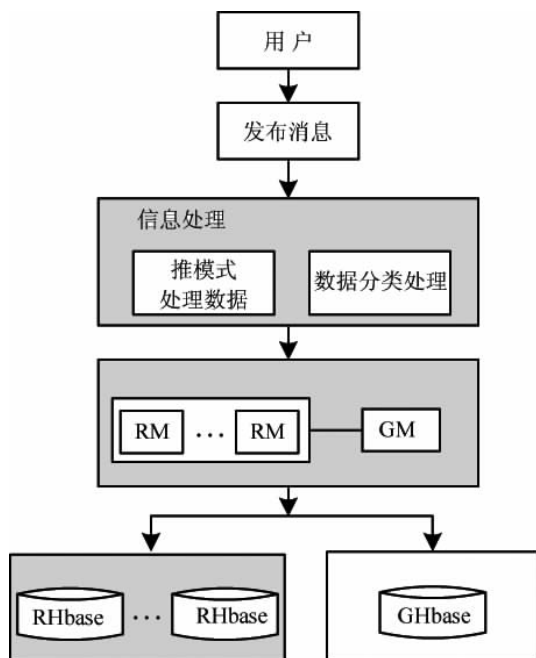 用户
发布消息
信息处理
推模式
处理数据
数据分类处理
RM ... RM
GM
RHbase ... RHbase
GHbase